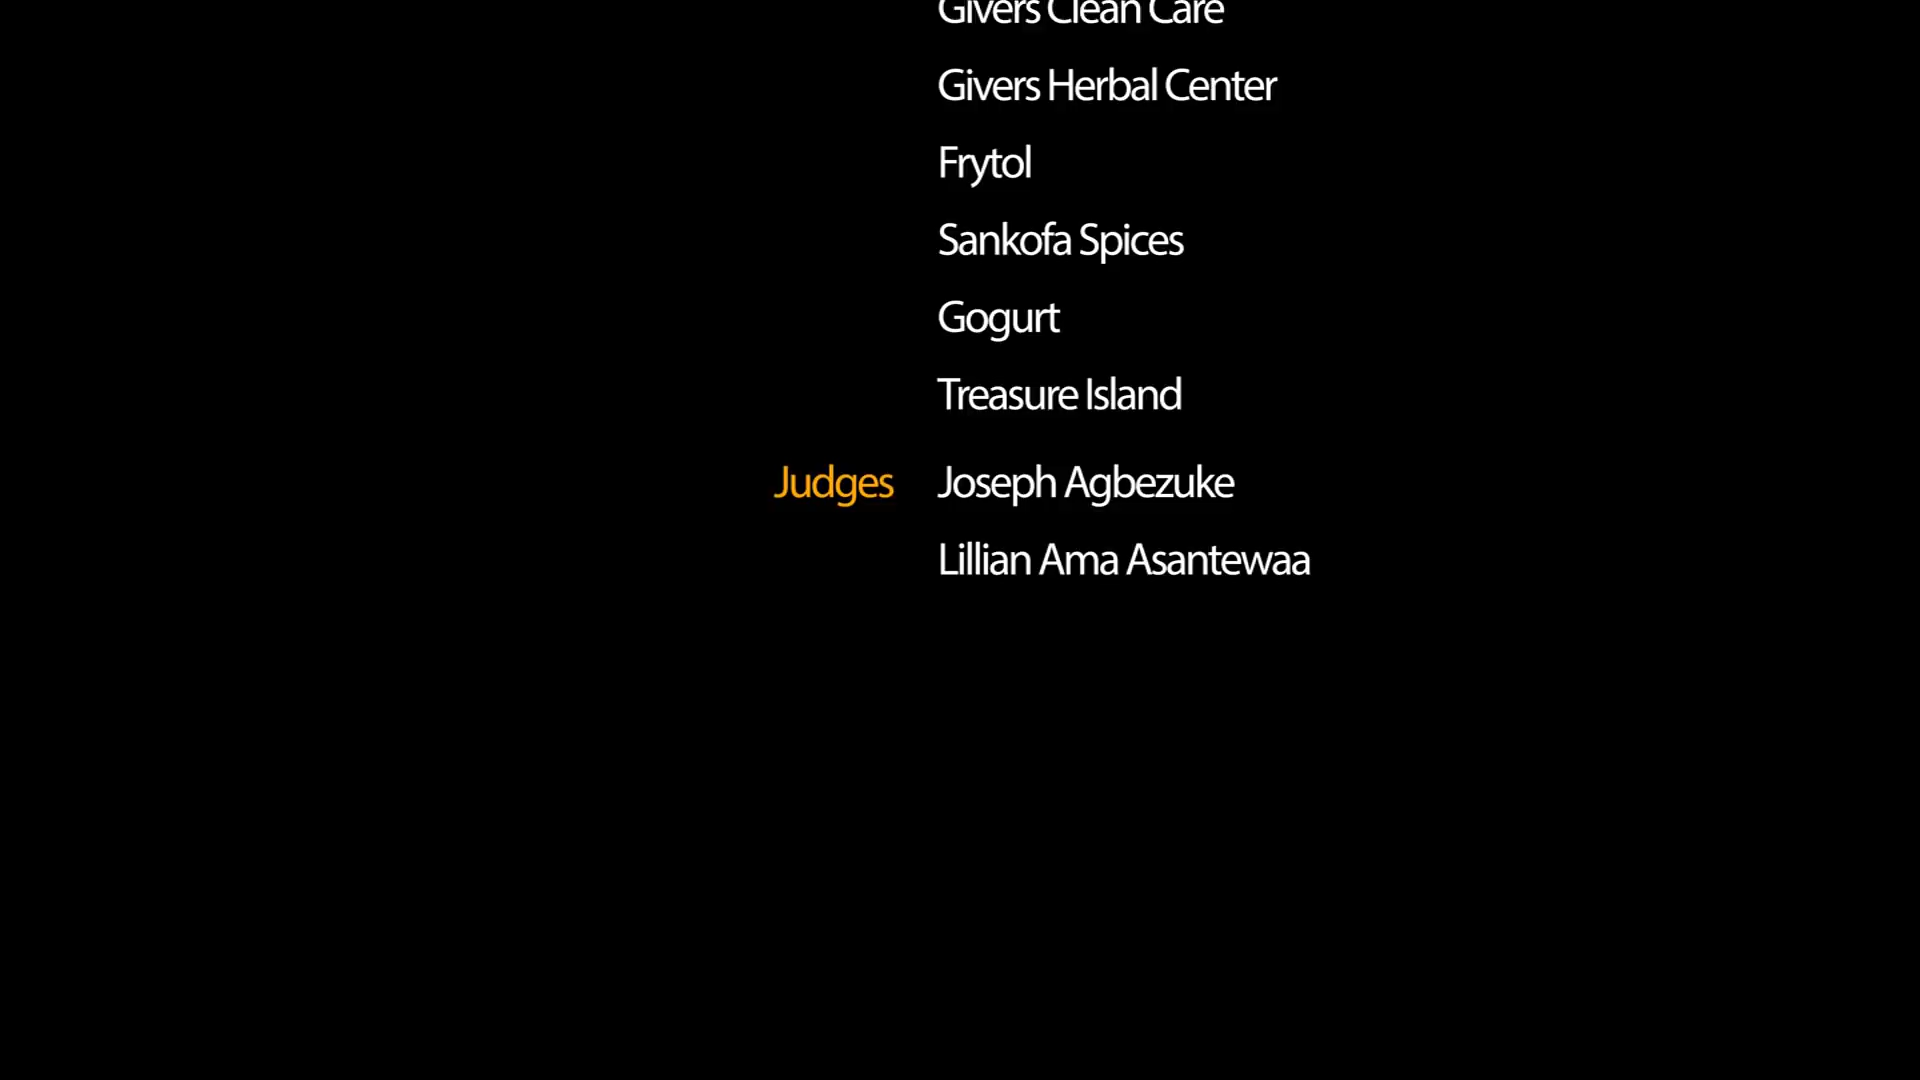 Givers Clean Care
Givers Herbal Center
Frytol
Sankofa Spices
Gogurt
Treasure Island
Judges Joseph Agbezuke
Lillian Ama Asantewaa